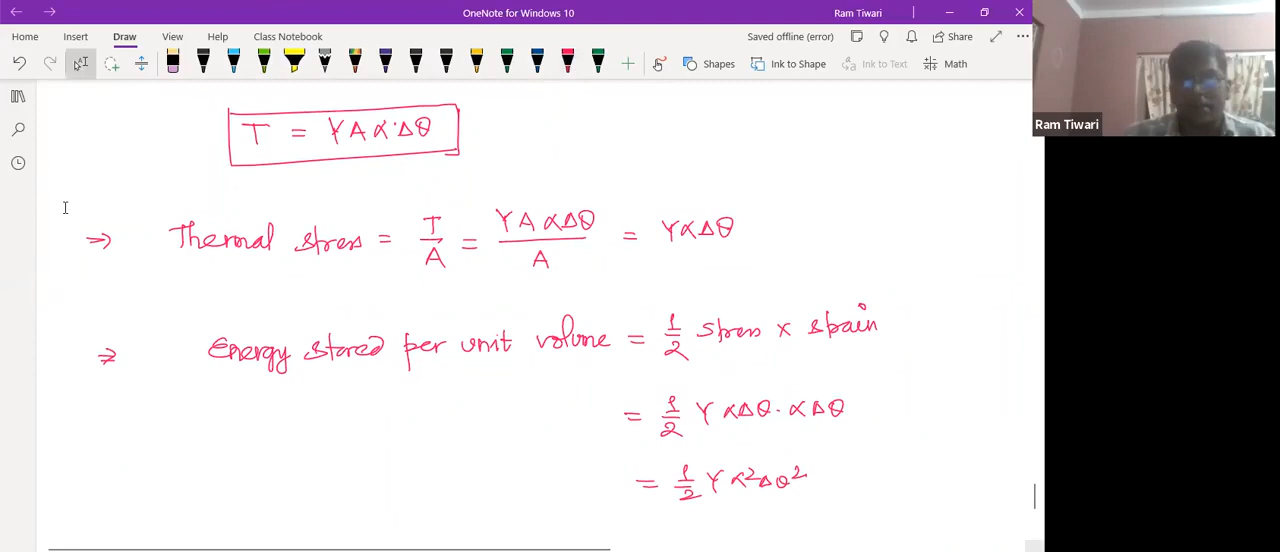 OneNote for Windows 10
Ram Tiwari
Home Insert Draw View Help Class Notebook
Saved offline (error) Share
Shapes Ink to Shape Ink to Text Math
Ram Tiwari
T = YAα·Δθ
⇒ Thermal stress = T/A = YAαΔθ/A = YαΔθ
⇒ Energy stored per unit volume = 1/2 stress × strain
= 1/2 YαΔθ · αΔθ
= 1/2 Yα²Δθ²